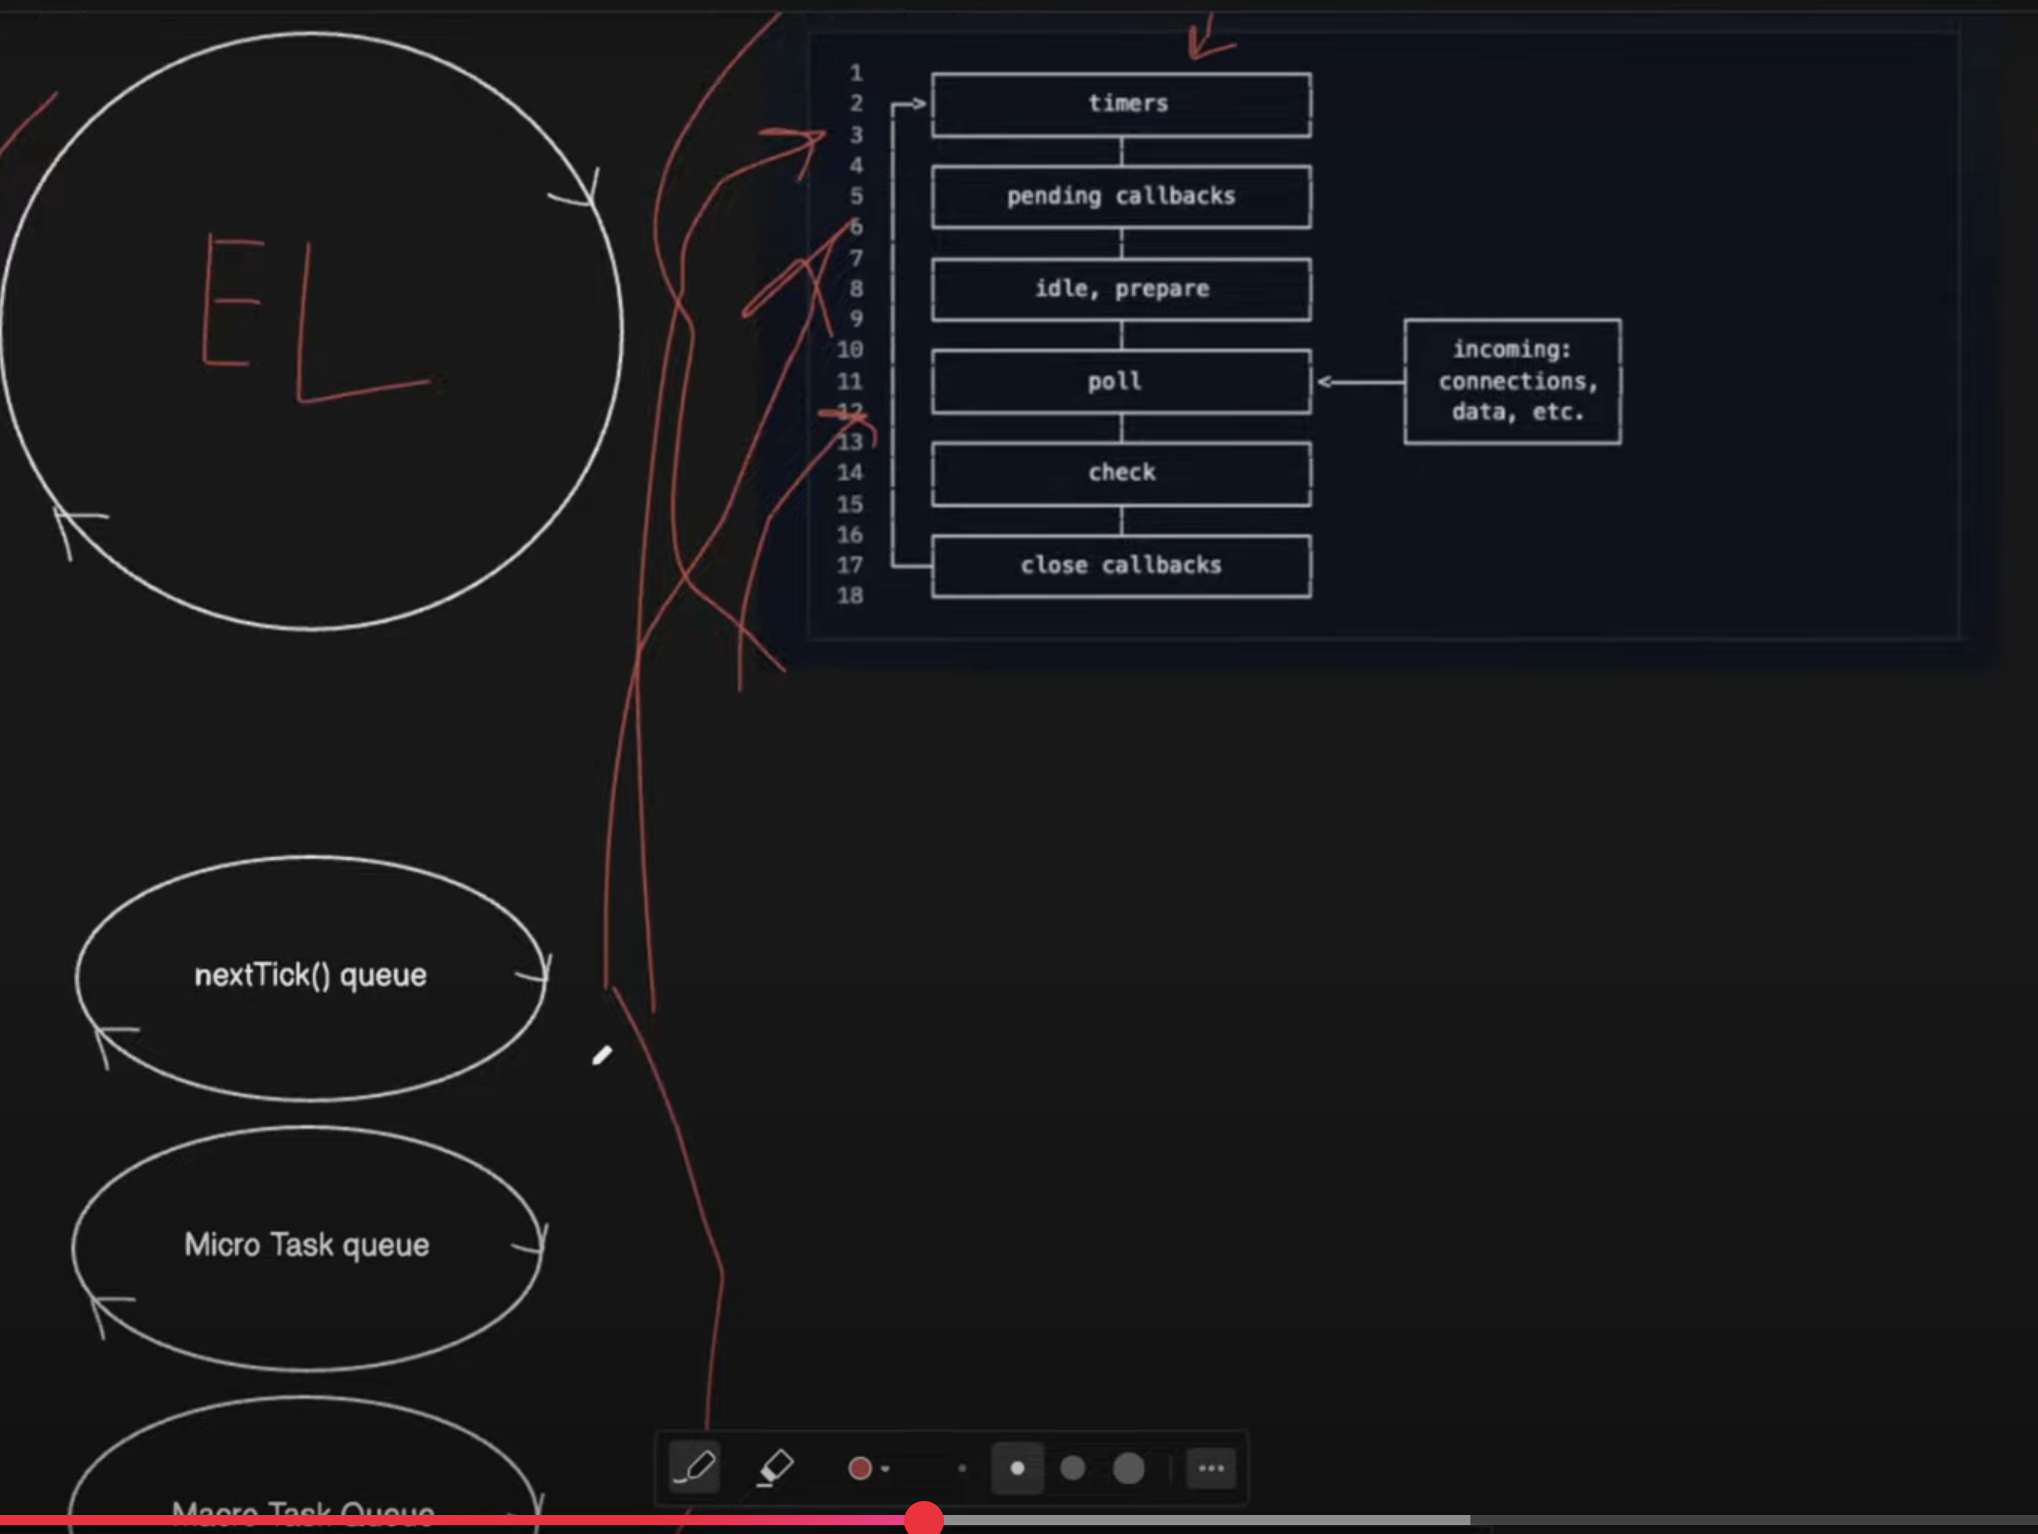 EL
1
2 timers
3
4
5 pending callbacks
6
7
8 idle, prepare
9
10
11 poll
12
13
14 check
15
16
17 close callbacks
18
incoming:
connections,
data, etc.
nextTick() queue
Micro Task queue
Macro Task Queue